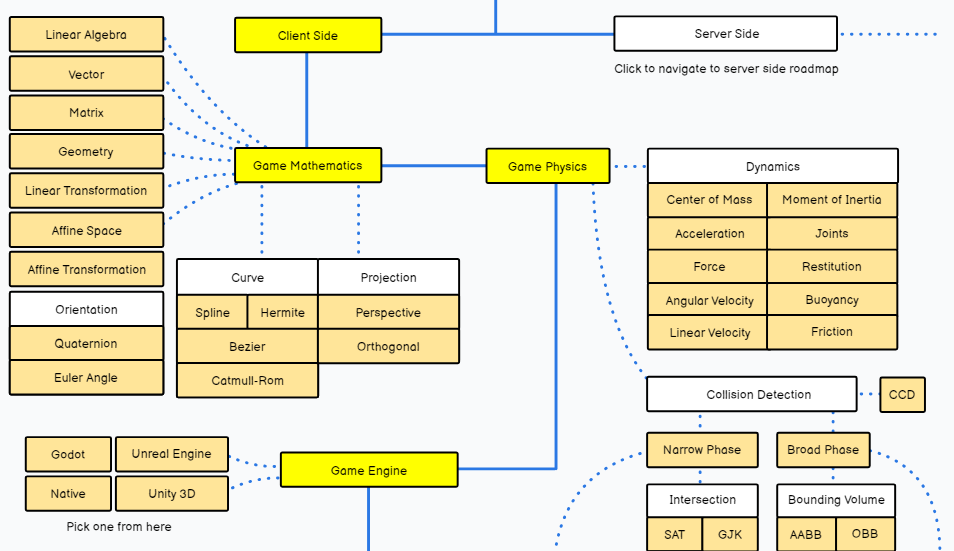 Linear Algebra
Client Side
Server Side
Vector
Click to navigate to server side roadmap
Matrix
Geometry
Linear Transformation
Affine Space
Affine Transformation
Orientation
Quaternion
Euler Angle
Game Mathematics
Game Physics
Curve
Projection
Spline
Hermite
Perspective
Bezier
Orthogonal
Catmull-Rom
Dynamics
Center of Mass
Moment of Inertia
Acceleration
Joints
Force
Restitution
Angular Velocity
Buoyancy
Linear Velocity
Friction
Collision Detection
CCD
Narrow Phase
Broad Phase
Intersection
Bounding Volume
SAT
GJK
AABB
OBB
Godot
Unreal Engine
Game Engine
Native
Unity 3D
Pick one from here